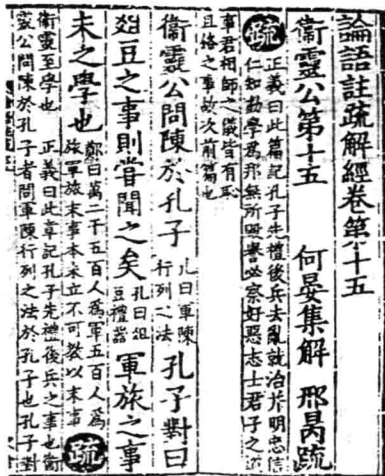 論語註疏解經卷第十五
衛靈公第十五 何晏集解 邢昺疏
疏 正義曰此篇記孔子先禮後兵去亂就治并明忠信
仁知勸學爲邦無所毀譽必察好惡志士君子之道
事君相師之儀皆有恥
且格之事故次前篇也
衞靈公問陳於孔子 孔曰軍陳行列之法 孔子對曰
俎豆之事則嘗聞之矣 孔曰俎豆禮器 軍旅之事
未之學也 鄭曰萬二千五百人爲軍五百人爲旅軍旅末事本未立不可教以末事 疏
衛靈至學也 正義曰此章記孔子先禮後兵之事也衛
靈公問陳於孔子者問軍陳行列之法於孔子也孔子對